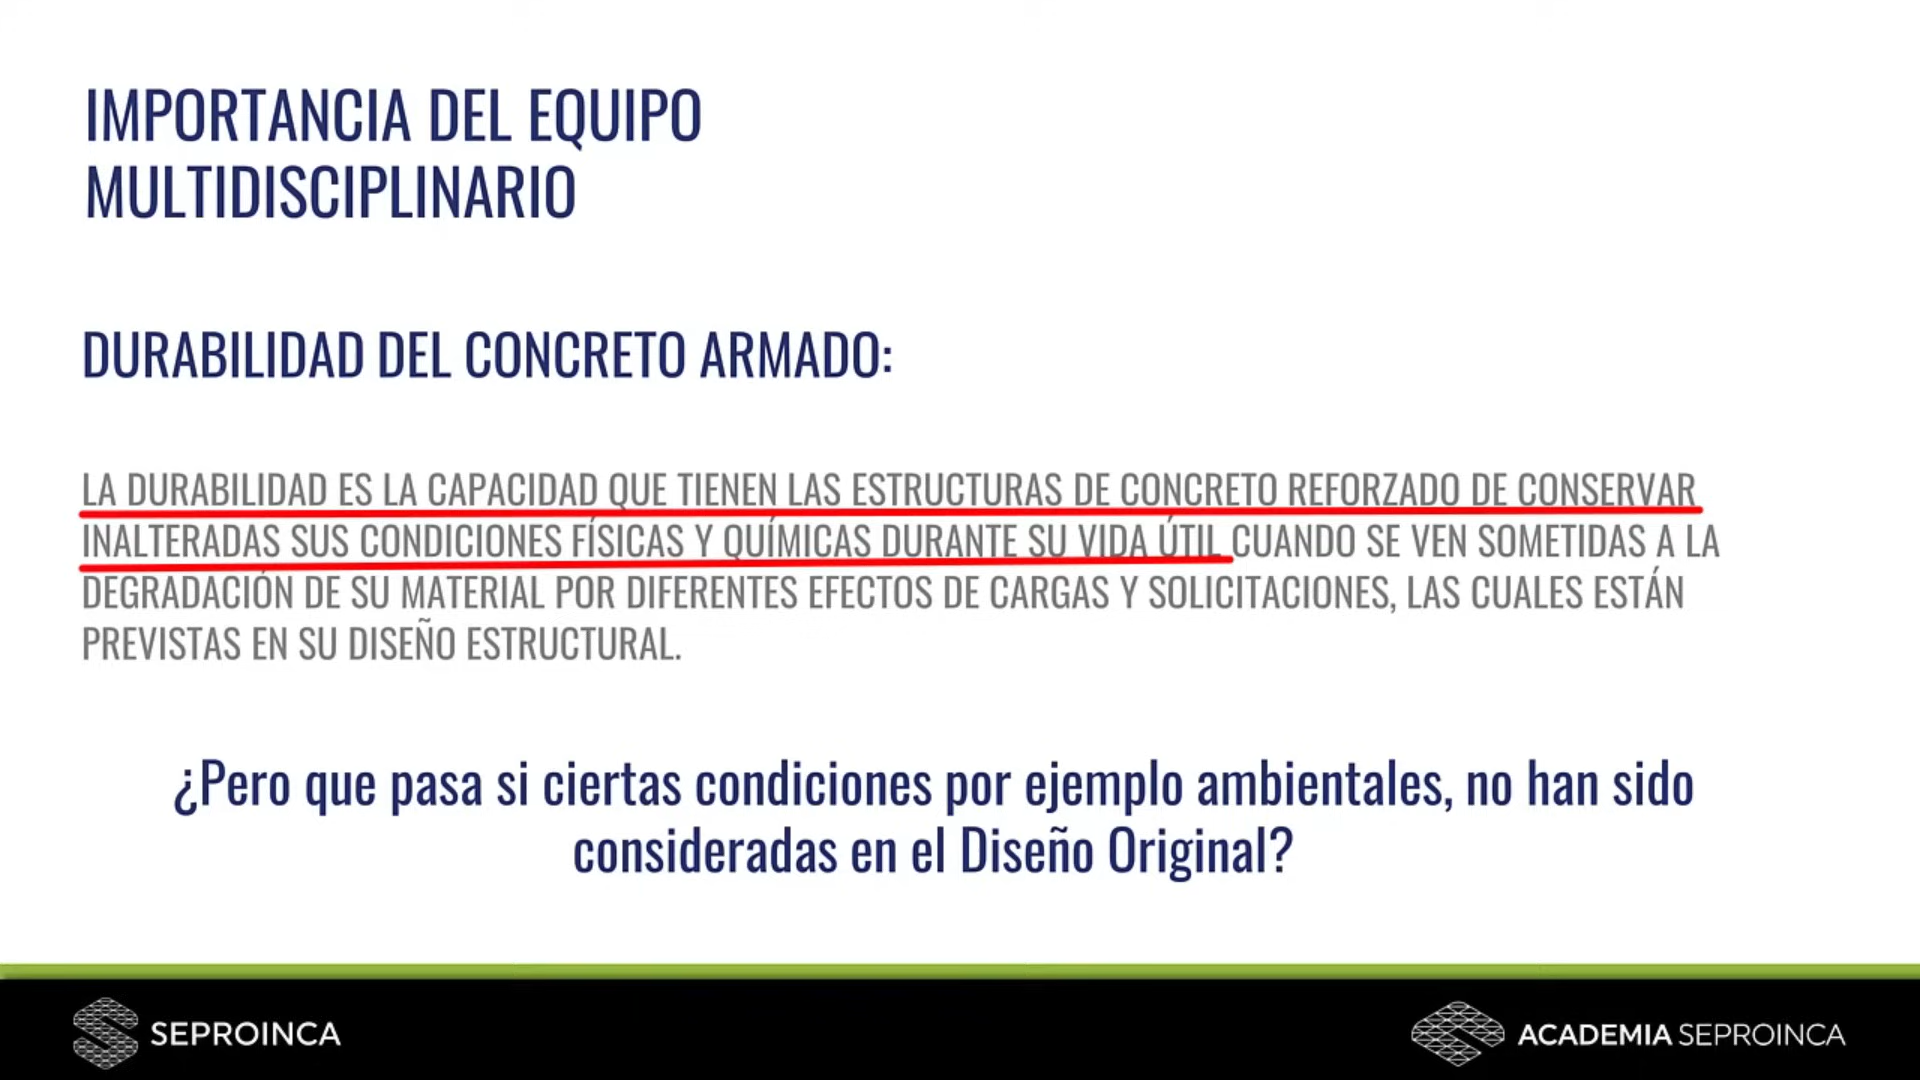 IMPORTANCIA DEL EQUIPO
MULTIDISCIPLINARIO
DURABILIDAD DEL CONCRETO ARMADO:
LA DURABILIDAD ES LA CAPACIDAD QUE TIENEN LAS ESTRUCTURAS DE CONCRETO REFORZADO DE CONSERVAR
INALTERADAS SUS CONDICIONES FÍSICAS Y QUÍMICAS DURANTE SU VIDA ÚTIL CUANDO SE VEN SOMETIDAS A LA
DEGRADACIÓN DE SU MATERIAL POR DIFERENTES EFECTOS DE CARGAS Y SOLICITACIONES, LAS CUALES ESTÁN
PREVISTAS EN SU DISEÑO ESTRUCTURAL.
¿Pero que pasa si ciertas condiciones por ejemplo ambientales, no han sido
consideradas en el Diseño Original?
SEPROINCA
ACADEMIA SEPROINCA